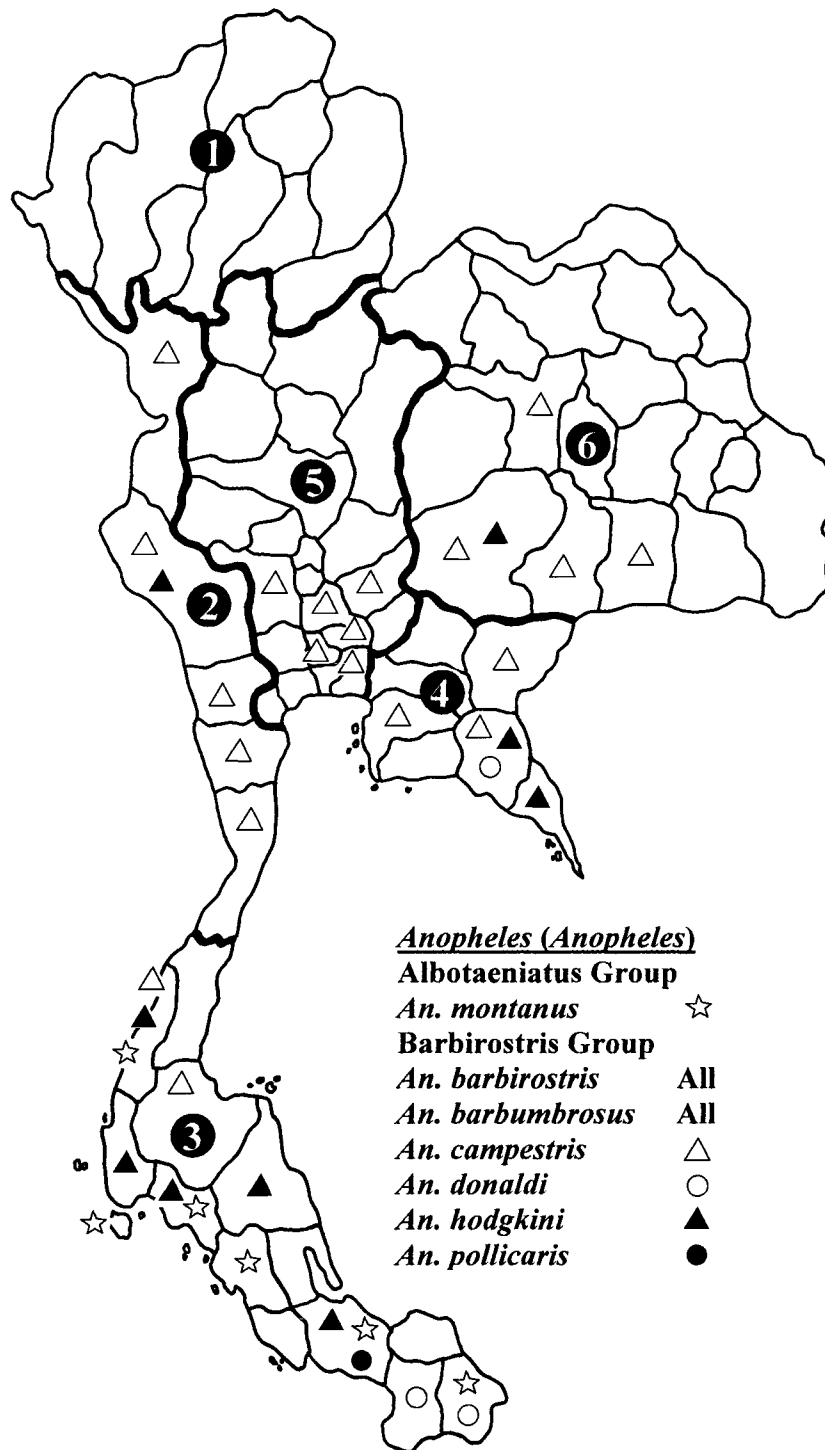 1
6
5
2
4
Anopheles (Anopheles)
Albotaeniatus Group
An. montanus ☆
Barbirostris Group
An. barbirostris All
An. barbumbrosus All
An. campestris △
An. donaldi ○
An. hodgkini ▲
An. pollicaris ●
3